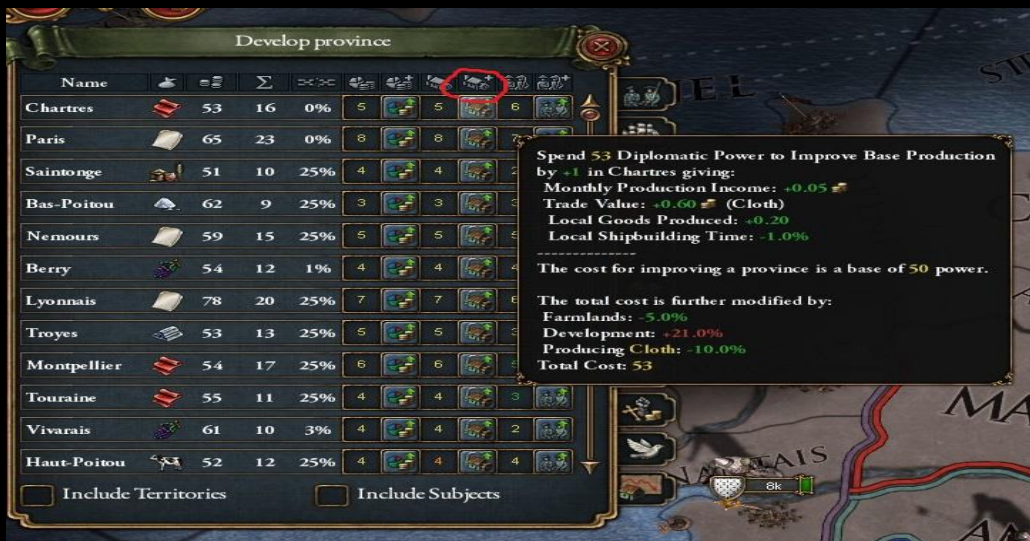 Develop province
Name Σ
Chartres 53 16 0% 5 5 6
Paris 65 23 0% 8 8 7
Saintonge 51 10 25% 4 4 2
Bas-Poitou 62 9 25% 3 3
Nemours 59 15 25% 5 5
Berry 54 12 1% 4 4
Lyonnais 78 20 25% 7 7
Troyes 53 13 25% 5 5
Montpellier 54 17 25% 6 6
Touraine 55 11 25% 4 4 3
Vivarais 61 10 3% 4 4 2
Haut-Poitou 52 12 25% 4 4 4
Include Territories Include Subjects
Spend 53 Diplomatic Power to Improve Base Production
by +1 in Chartres giving:
Monthly Production Income: +0.05
Trade Value: +0.60 (Cloth)
Local Goods Produced: +0.20
Local Shipbuilding Time: -1.0%
--------------
The cost for improving a province is a base of 50 power.
The total cost is further modified by:
Farmlands: -5.0%
Development: +21.0%
Producing Cloth: -10.0%
Total Cost: 53
8k